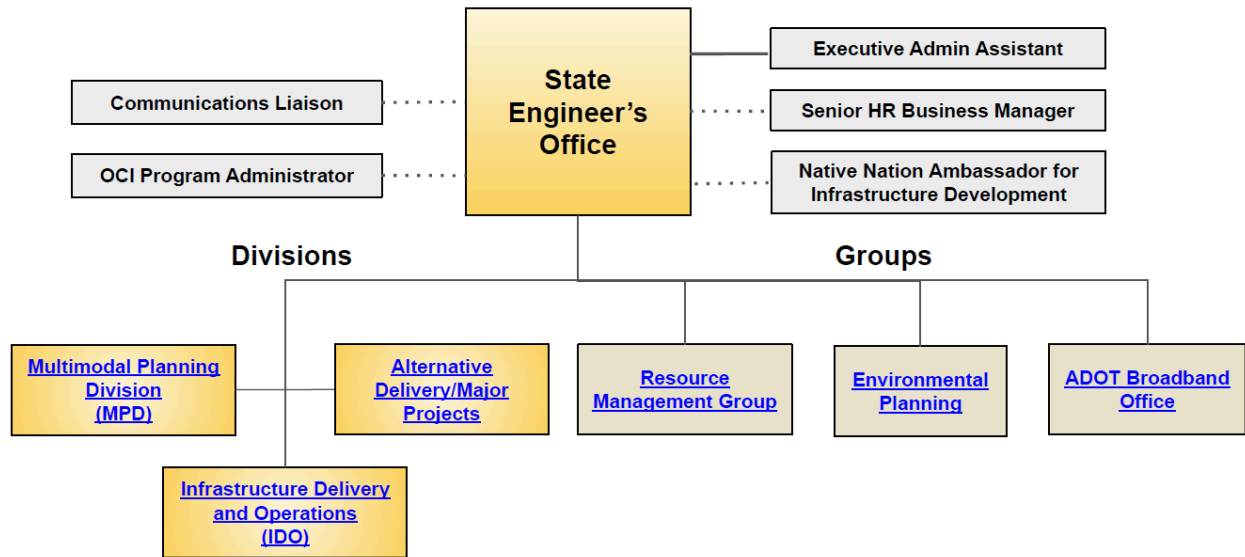 State
Engineer's
Office
Communications Liaison
OCI Program Administrator
Executive Admin Assistant
Senior HR Business Manager
Native Nation Ambassador for
Infrastructure Development
Divisions
Groups
Multimodal Planning
Division
(MPD)
Alternative
Delivery/Major
Projects
Infrastructure Delivery
and Operations
(IDO)
Resource
Management Group
Environmental
Planning
ADOT Broadband
Office